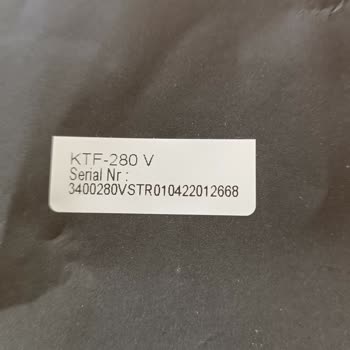 KTF-280 V
Serial Nr :
3400280VSTR010422012668